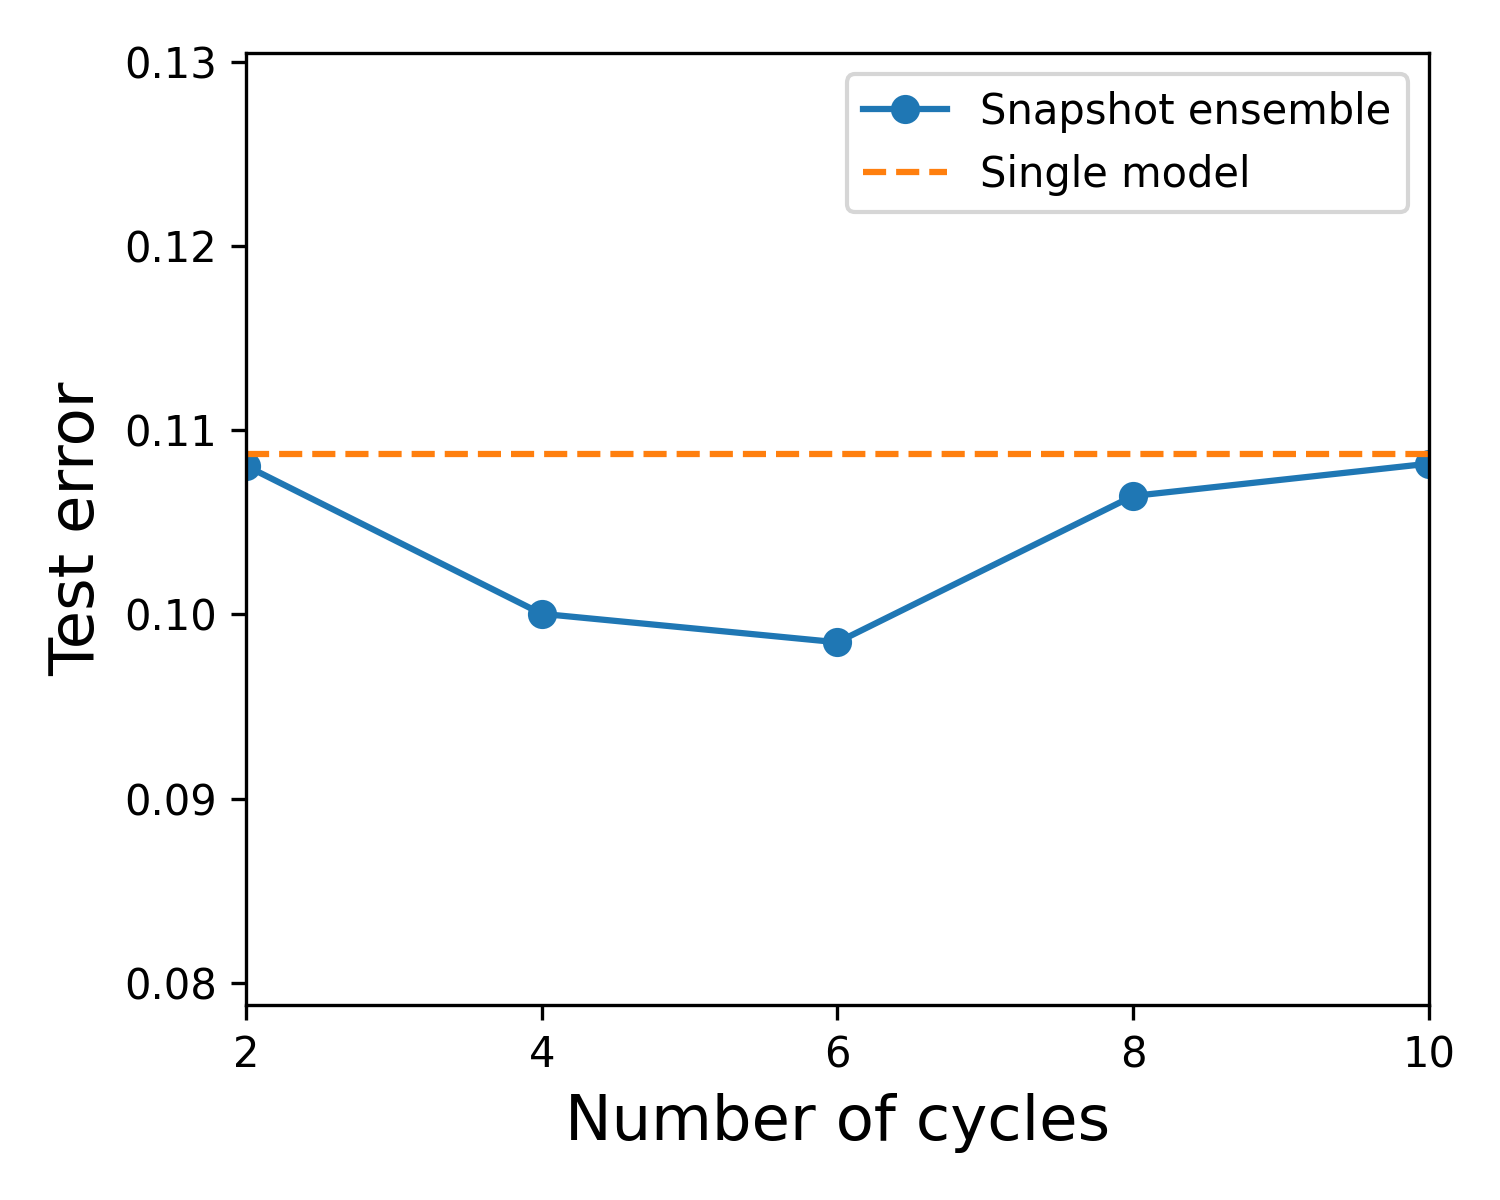 0.13
0.12
0.11
0.10
0.09
0.08
Test error
2 4 6 8 10
Number of cycles
Snapshot ensemble
Single model